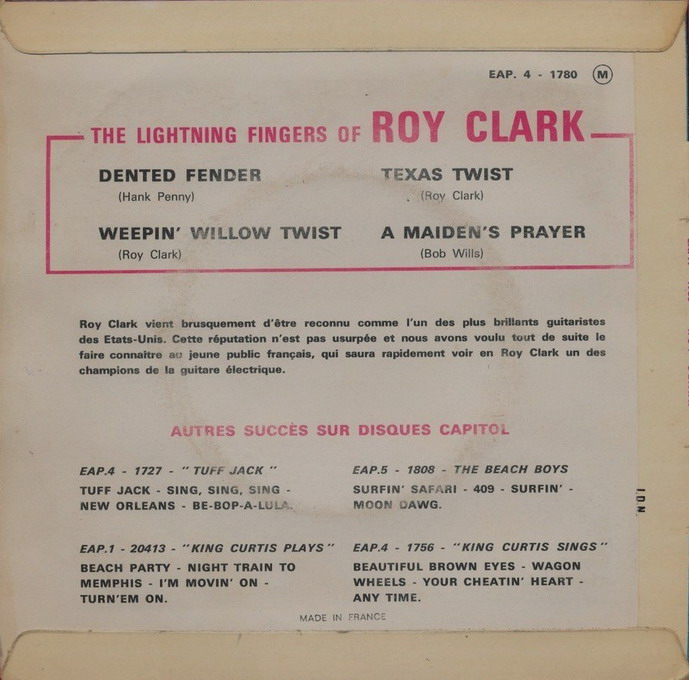 EAP. 4 - 1780 M
THE LIGHTNING FINGERS OF ROY CLARK
DENTED FENDER
(Hank Penny)
TEXAS TWIST
(Roy Clark)
WEEPIN' WILLOW TWIST
(Roy Clark)
A MAIDEN'S PRAYER
(Bob Wills)
Roy Clark vient brusquement d'être reconnu comme l'un des plus brillants guitaristes
des Etats-Unis. Cette réputation n'est pas usurpée et nous avons voulu tout de suite le
faire connaître au jeune public français, qui saura rapidement voir en Roy Clark un des
champions de la guitare électrique.
AUTRES SUCCÈS SUR DISQUES CAPITOL
EAP.4 - 1727 - " TUFF JACK "
TUFF JACK - SING, SING, SING -
NEW ORLEANS - BE-BOP-A-LULA.
EAP.5 - 1808 - THE BEACH BOYS
SURFIN' SAFARI - 409 - SURFIN' -
MOON DAWG.
EAP.1 - 20413 - "KING CURTIS PLAYS"
BEACH PARTY - NIGHT TRAIN TO
MEMPHIS - I'M MOVIN' ON -
TURN'EM ON.
EAP.4 - 1756 - "KING CURTIS SINGS"
BEAUTIFUL BROWN EYES - WAGON
WHEELS - YOUR CHEATIN' HEART -
ANY TIME.
MADE IN FRANCE
I.D.N.